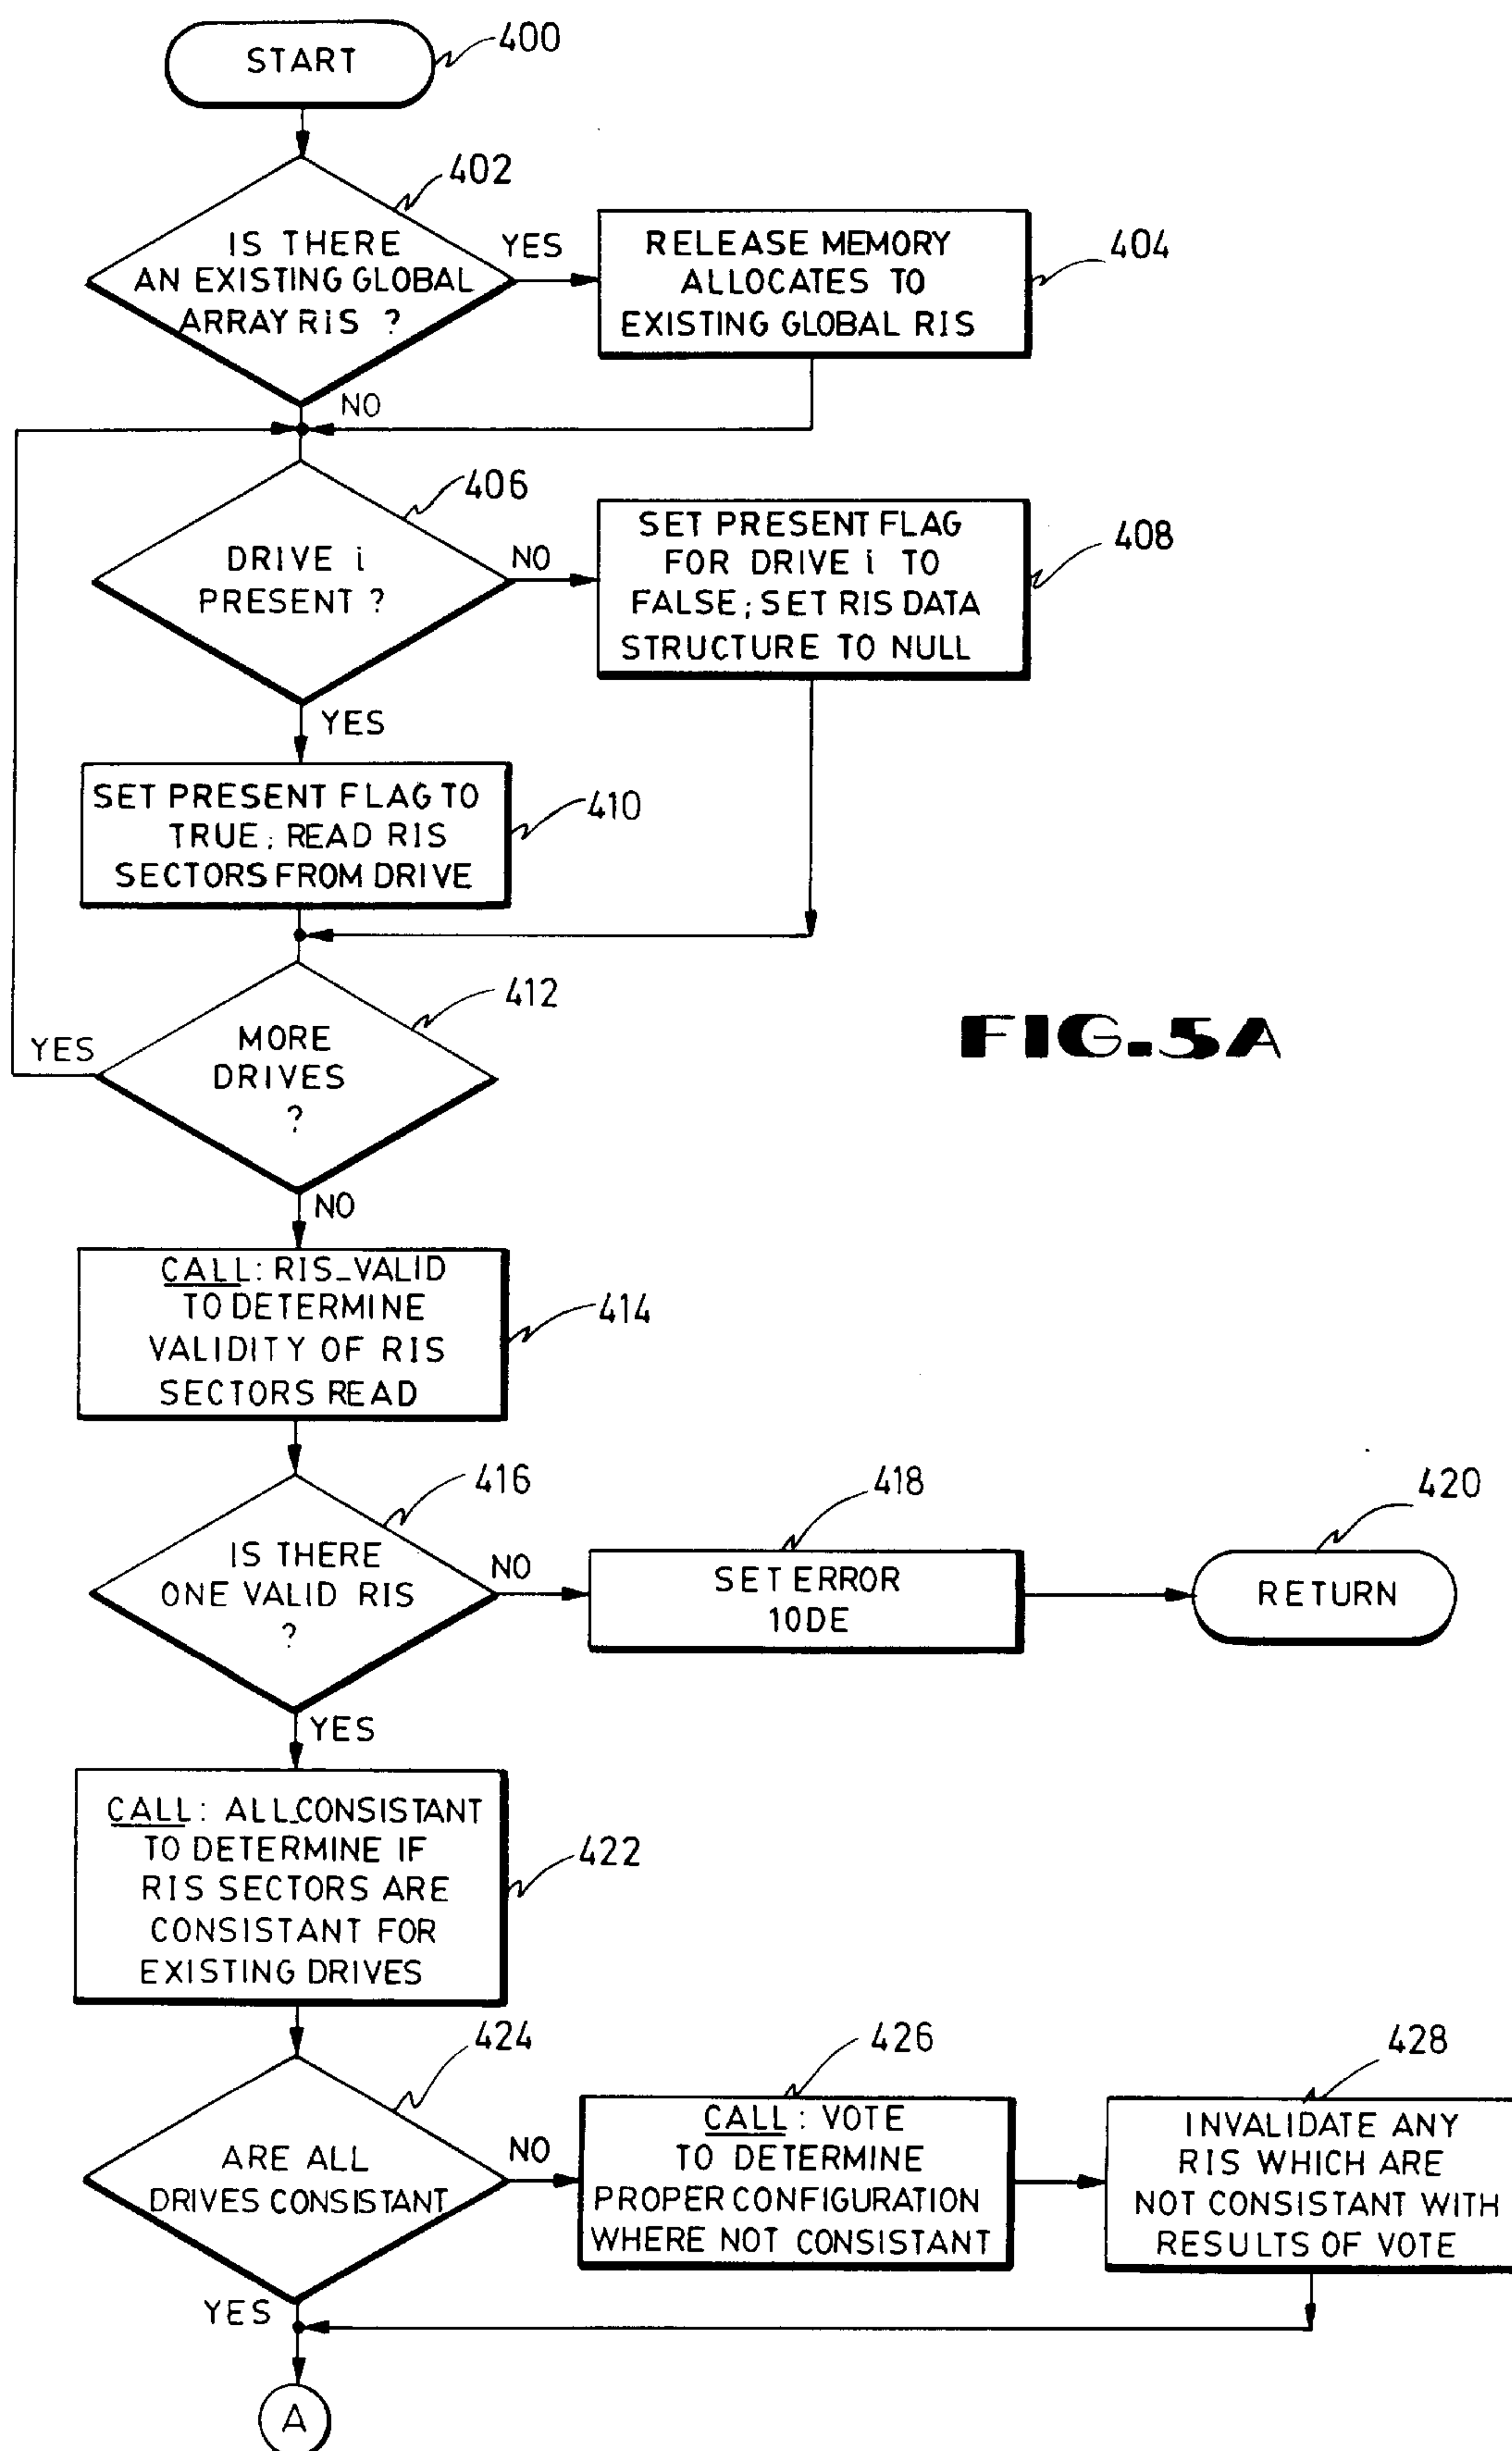 START
400
402
IS THERE
AN EXISTING GLOBAL
ARRAY RIS ?
YES
RELEASE MEMORY
ALLOCATES TO
EXISTING GLOBAL RIS
404
NO
406
DRIVE i
PRESENT ?
NO
SET PRESENT FLAG
FOR DRIVE i TO
FALSE; SET RIS DATA
STRUCTURE TO NULL
408
YES
SET PRESENT FLAG TO
TRUE; READ RIS
SECTORS FROM DRIVE
410
412
MORE
DRIVES
?
YES
FIG.5A
NO
CALL: RIS_VALID
TO DETERMINE
VALIDITY OF RIS
SECTORS READ
414
416
IS THERE
ONE VALID RIS
?
NO
418
SET ERROR
10DE
420
RETURN
YES
CALL: ALL_CONSISTANT
TO DETERMINE IF
RIS SECTORS ARE
CONSISTANT FOR
EXISTING DRIVES
422
424
ARE ALL
DRIVES CONSISTANT
NO
426
CALL: VOTE
TO DETERMINE
PROPER CONFIGURATION
WHERE NOT CONSISTANT
428
INVALIDATE ANY
RIS WHICH ARE
NOT CONSISTANT WITH
RESULTS OF VOTE
YES
A